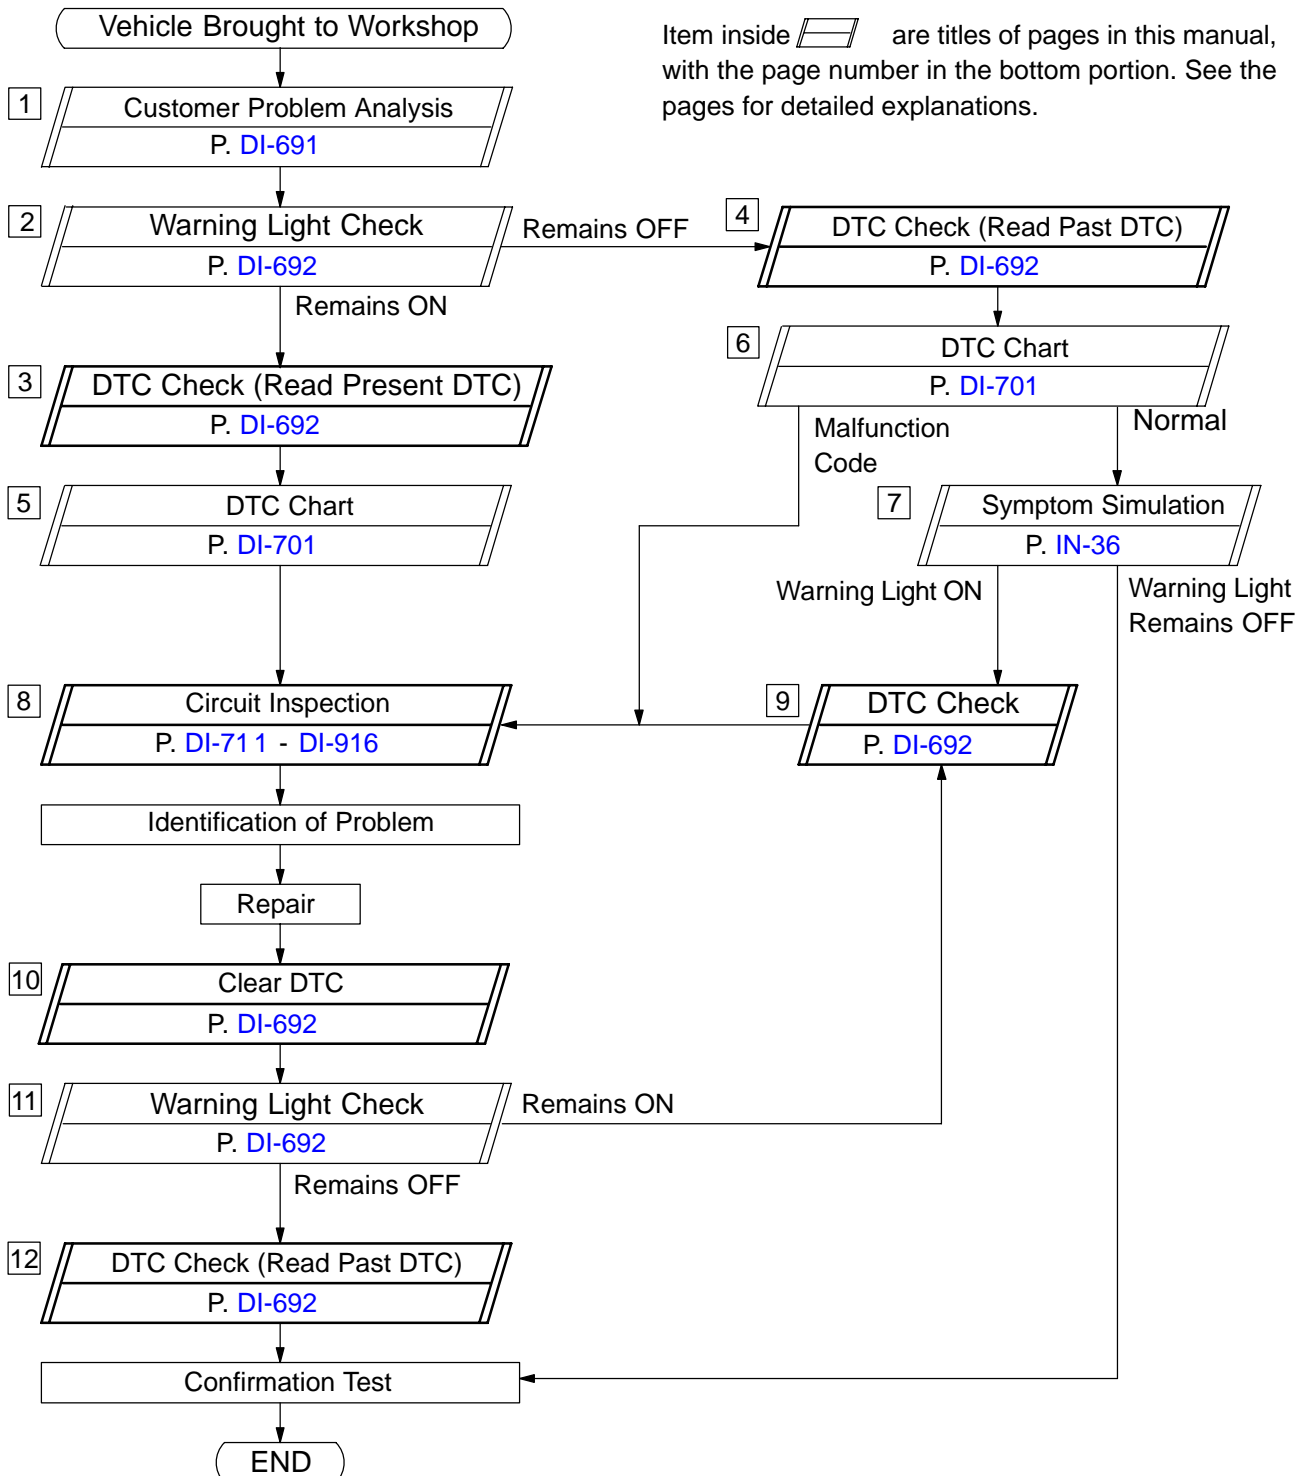 Vehicle Brought to Workshop
Item inside are titles of pages in this manual,
with the page number in the bottom portion. See the
pages for detailed explanations.
1
Customer Problem Analysis
P. DI-691
2
Warning Light Check
P. DI-692
Remains OFF
Remains ON
4
DTC Check (Read Past DTC)
P. DI-692
3
DTC Check (Read Present DTC)
P. DI-692
6
DTC Chart
P. DI-701
Malfunction
Code
Normal
5
DTC Chart
P. DI-701
7
Symptom Simulation
P. IN-36
Warning Light ON
Warning Light
Remains OFF
8
Circuit Inspection
P. DI-711 - DI-916
9
DTC Check
P. DI-692
Identification of Problem
Repair
10
Clear DTC
P. DI-692
11
Warning Light Check
P. DI-692
Remains ON
Remains OFF
12
DTC Check (Read Past DTC)
P. DI-692
Confirmation Test
END